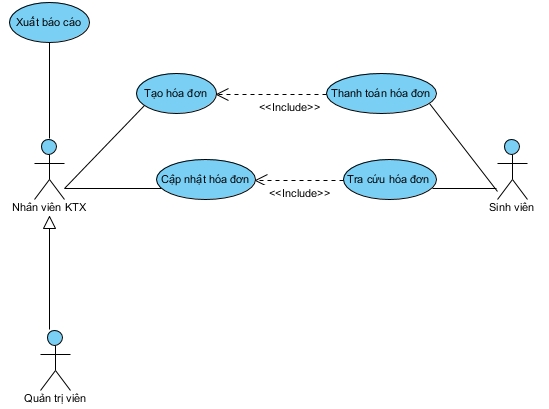 Xuất báo cáo
Tạo hóa đơn
Thanh toán hóa đơn
<<Include>>
Cập nhật hóa đơn
Tra cứu hóa đơn
<<Include>>
Nhân viên KTX
Sinh viên
Quản trị viên